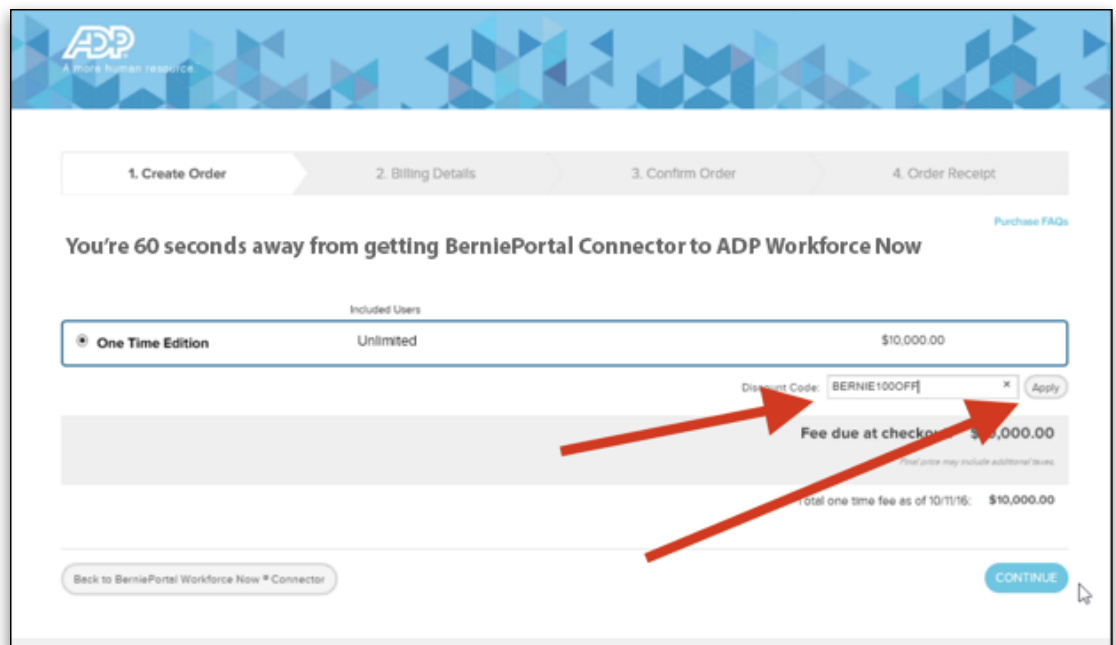 ADP
A more human resource
1. Create Order 2. Billing Details 3. Confirm Order 4. Order Receipt
Purchase FAQs
You're 60 seconds away from getting BerniePortal Connector to ADP Workforce Now
Included Users
One Time Edition Unlimited $10,000.00
Discount Code: BERNIE100OFF × Apply
Fee due at checkout $10,000.00
Final price may include additional taxes.
Total one time fee as of 10/11/16: $10,000.00
Back to BerniePortal Workforce Now ® Connector
CONTINUE